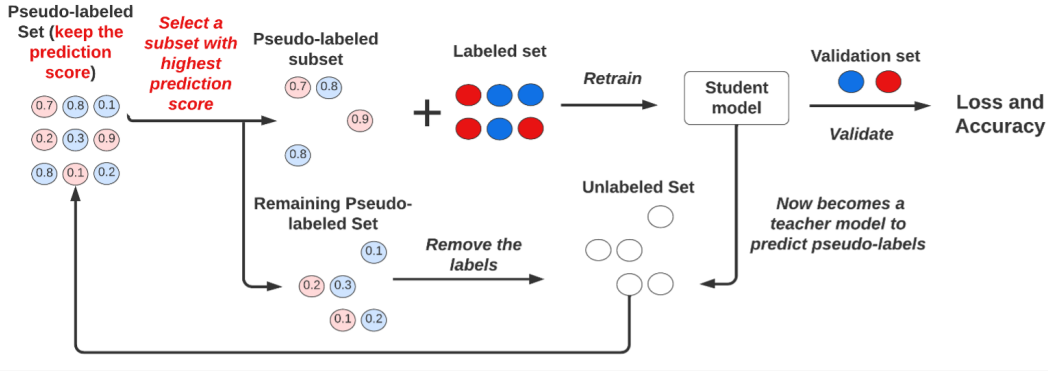 Pseudo-labeled
Set (keep the
prediction
score)
Select a
subset with
highest
prediction
score
Pseudo-labeled
subset
Labeled set
Retrain
Student
model
Validation set
Validate
Loss and
Accuracy
0.7 0.8 0.1
0.2 0.3 0.9
0.8 0.1 0.2
0.7 0.8
0.9
0.8
+
Remaining Pseudo-
labeled Set
0.1
0.2 0.3
0.1 0.2
Remove the
labels
Unlabeled Set
Now becomes a
teacher model to
predict pseudo-labels